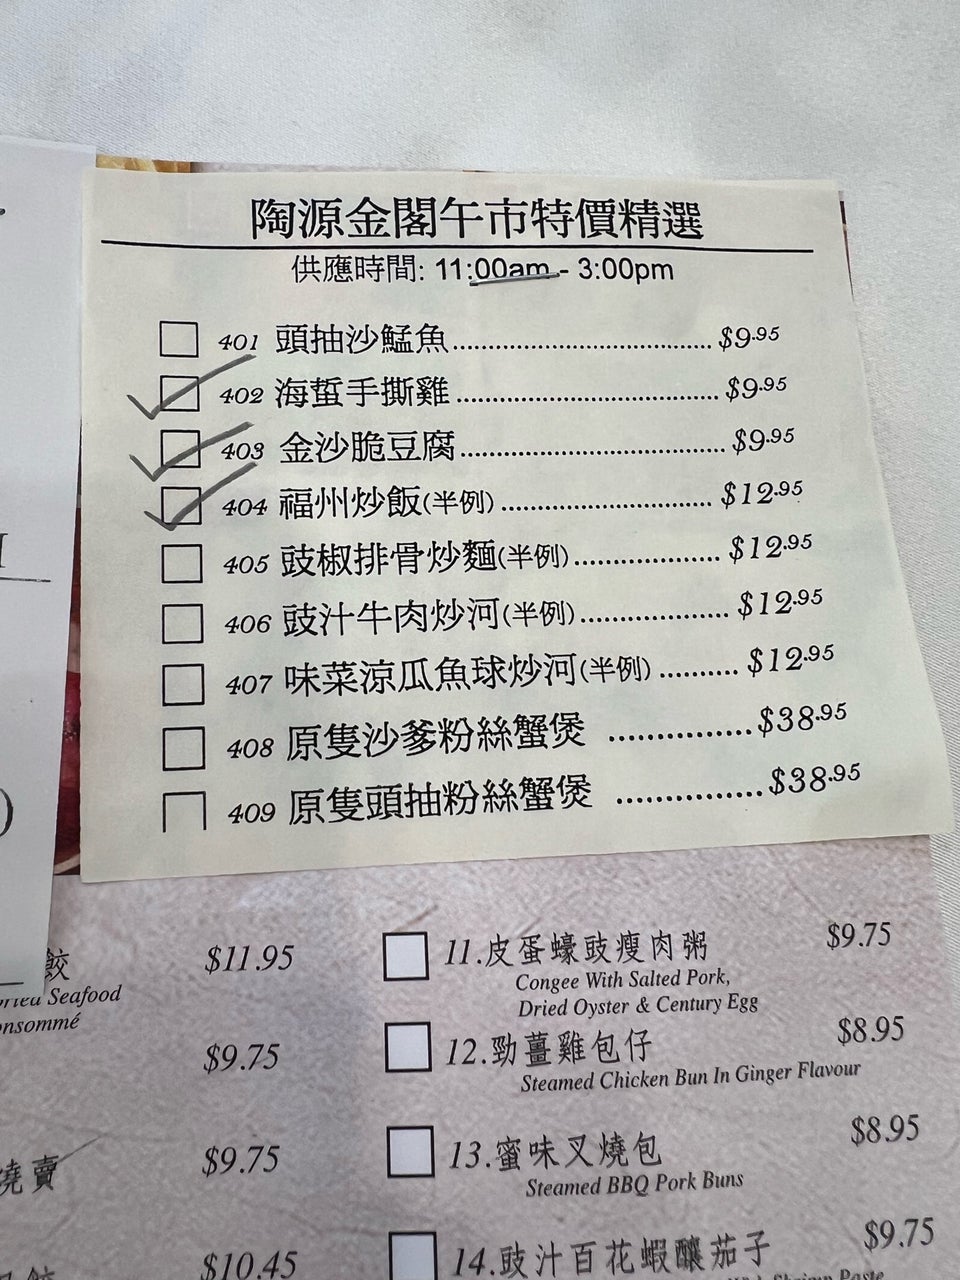 陶源金閣午市特價精選
供應時間: 11:00am - 3:00pm
401 頭抽沙鯭魚.......................................$9.95
402 海蜇手撕雞.......................................$9.95
403 金沙脆豆腐.......................................$9.95
404 福州炒飯(半例)...............................$12.95
405 豉椒排骨炒麵(半例).....................$12.95
406 豉汁牛肉炒河(半例).....................$12.95
407 味菜涼瓜魚球炒河(半例)..........$12.95
408 原隻沙爹粉絲蟹煲 ...............$38.95
409 原隻頭抽粉絲蟹煲 ...............$38.95
餃 $11.95
Seafood
onsommé
$9.75
燒賣 $9.75
餃 $10.45
11.皮蛋蠔豉瘦肉粥 $9.75
Congee With Salted Pork,
Dried Oyster & Century Egg
12.勁薑雞包仔 $8.95
Steamed Chicken Bun In Ginger Flavour
13.蜜味叉燒包 $8.95
Steamed BBQ Pork Buns
14.豉汁百花蝦釀茄子 $9.75
Shrimp Paste